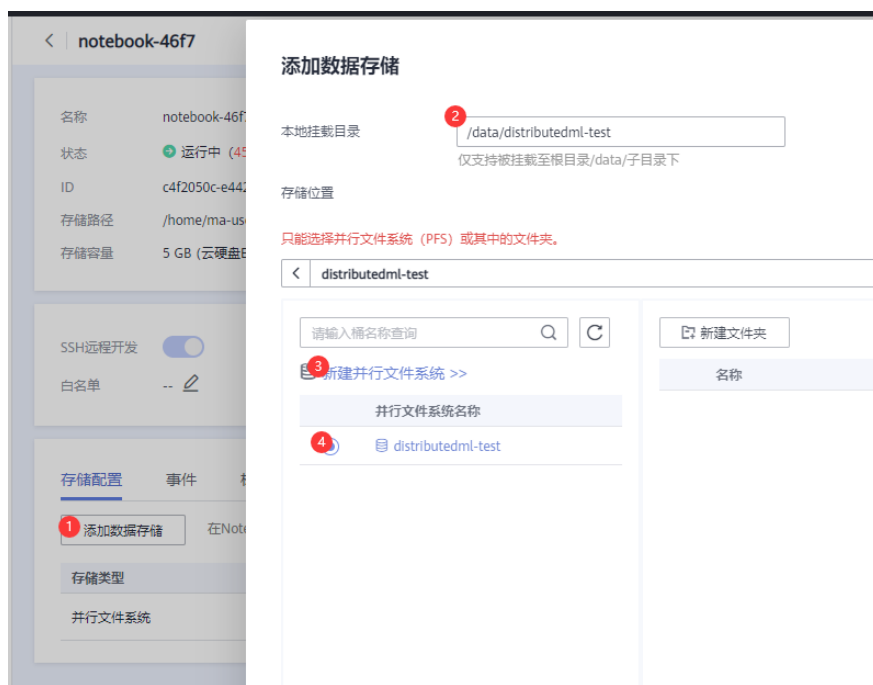 notebook-46f7
添加数据存储
名称 notebook-46f7
状态 运行中 (45
ID c4f2050c-e442
存储路径 /home/ma-us
存储容量 5 GB (云硬盘E
SSH远程开发
白名单 --
存储配置 事件
1 添加数据存储 在Note
存储类型
并行文件系统
本地挂载目录 2 /data/distributedml-test
仅支持被挂载至根目录/data/子目录下
存储位置
只能选择并行文件系统（PFS）或其中的文件夹。
distributedml-test
请输入桶名称查询
新建文件夹
3 新建并行文件系统 >>
名称
并行文件系统名称
4 distributedml-test